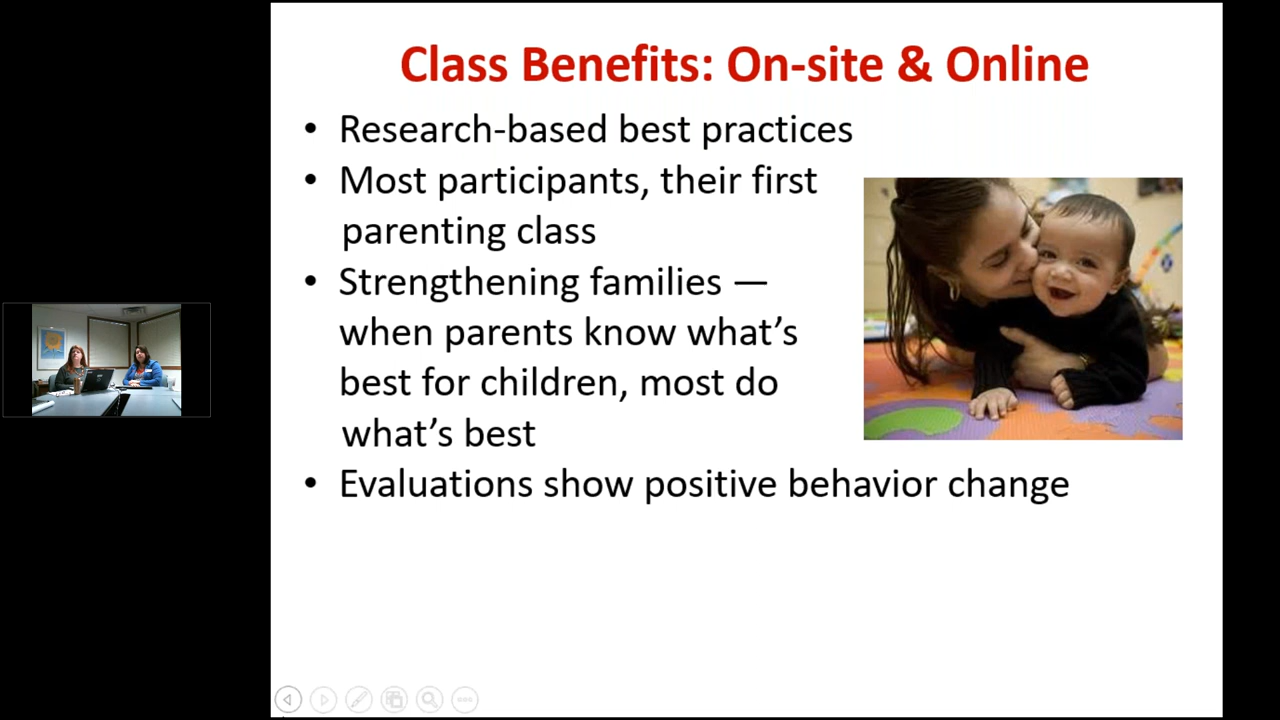 Class Benefits: On-site & Online
• Research-based best practices
• Most participants, their first
parenting class
• Strengthening families —
when parents know what’s
best for children, most do
what’s best
• Evaluations show positive behavior change